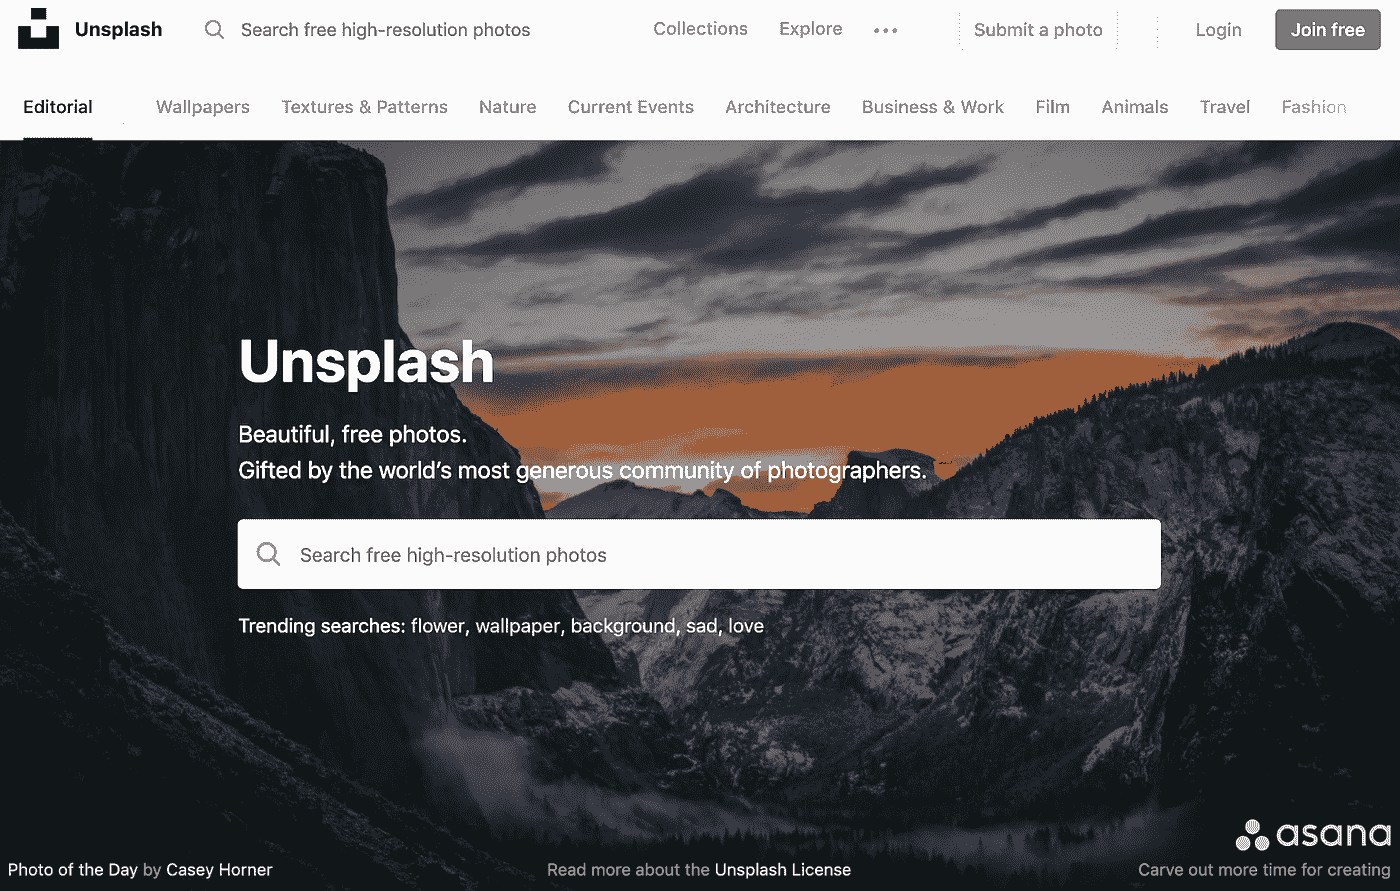 Unsplash
Search free high-resolution photos
Collections Explore ••• Submit a photo Login Join free
Editorial Wallpapers Textures & Patterns Nature Current Events Architecture Business & Work Film Animals Travel Fashion
Unsplash
Beautiful, free photos.
Gifted by the world’s most generous community of photographers.
Search free high-resolution photos
Trending searches: flower, wallpaper, background, sad, love
asana
Photo of the Day by Casey Horner
Read more about the Unsplash License
Carve out more time for creating